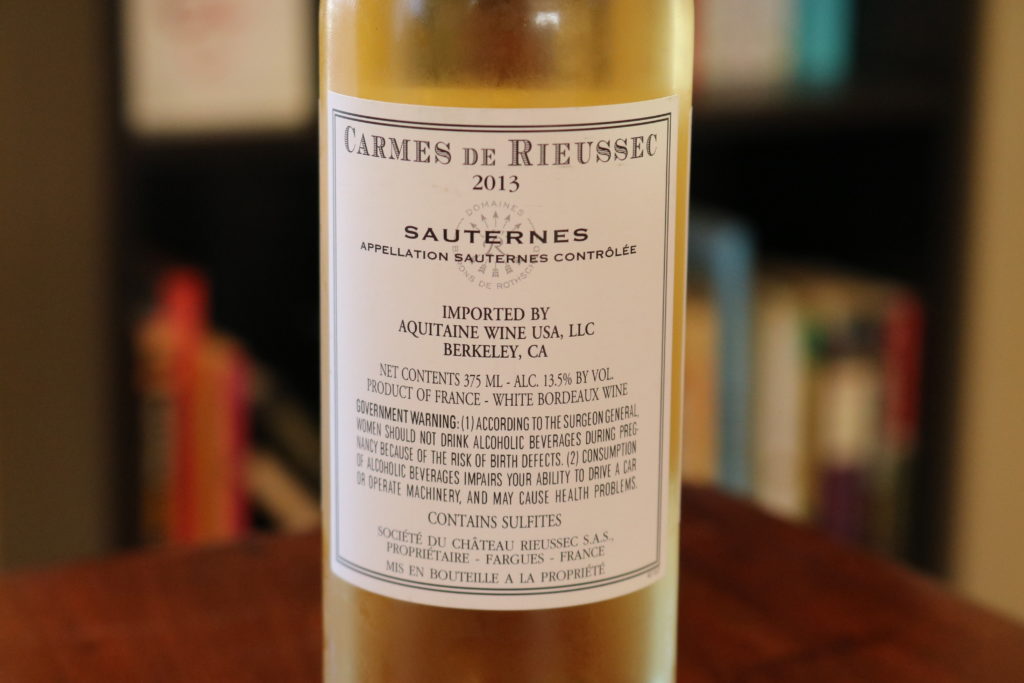 CARMES DE RIEUSSEC
2013
DOMAINES
SAUTERNES
APPELLATION SAUTERNES CONTRÔLÉE
BARONS DE ROTHSCHILD
IMPORTED BY
AQUITAINE WINE USA, LLC
BERKELEY, CA
NET CONTENTS 375 ML - ALC. 13.5% BY VOL.
PRODUCT OF FRANCE - WHITE BORDEAUX WINE
GOVERNMENT WARNING: (1) ACCORDING TO THE SURGEON GENERAL,
WOMEN SHOULD NOT DRINK ALCOHOLIC BEVERAGES DURING PREG-
NANCY BECAUSE OF THE RISK OF BIRTH DEFECTS. (2) CONSUMPTION
OF ALCOHOLIC BEVERAGES IMPAIRS YOUR ABILITY TO DRIVE A CAR
OR OPERATE MACHINERY, AND MAY CAUSE HEALTH PROBLEMS.
CONTAINS SULFITES
SOCIÉTÉ DU CHÂTEAU RIEUSSEC S.A.S.,
PROPRIÉTAIRE - FARGUES - FRANCE
MIS EN BOUTEILLE A LA PROPRIÉTÉ